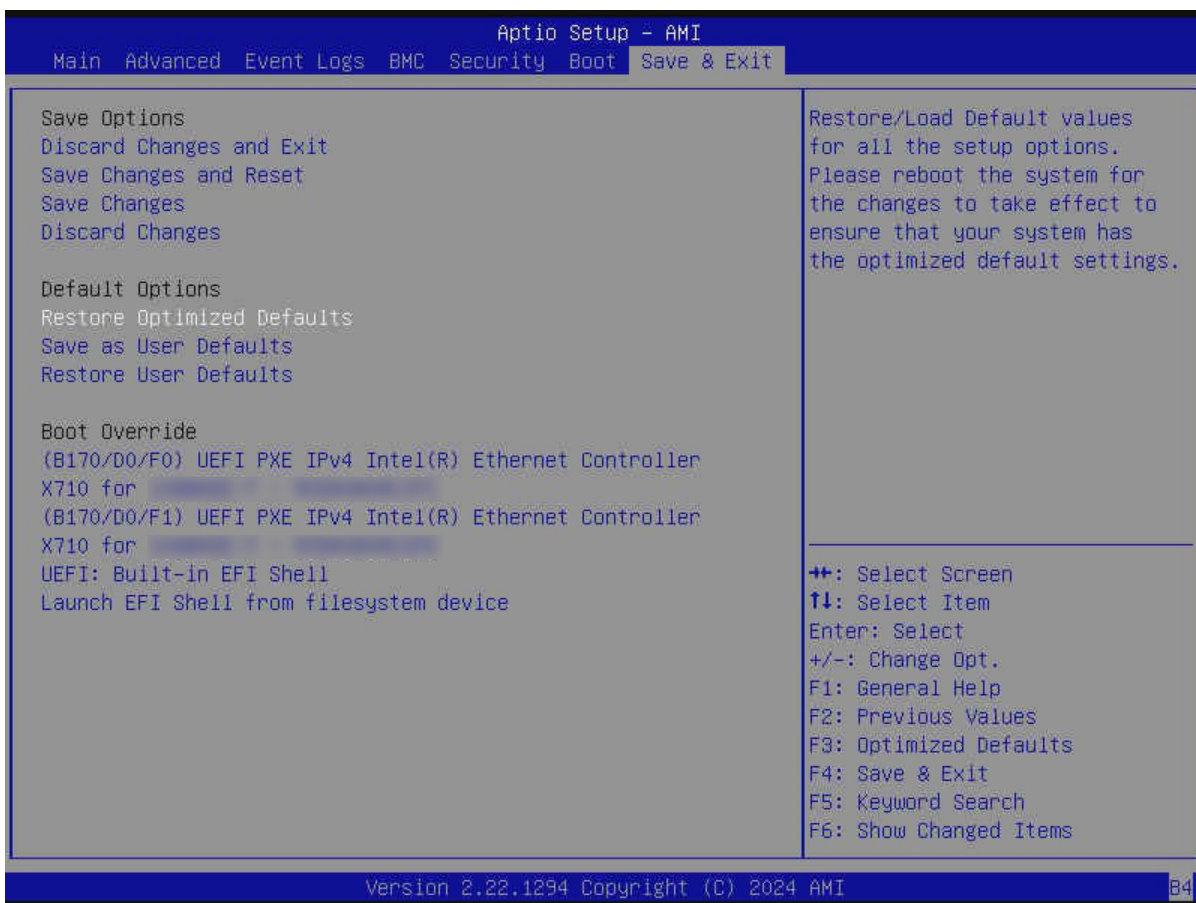 Aptio Setup – AMI
Main Advanced Event Logs BMC Security Boot Save & Exit
Save Options
Discard Changes and Exit
Save Changes and Reset
Save Changes
Discard Changes
Default Options
Restore Optimized Defaults
Save as User Defaults
Restore User Defaults
Boot Override
(B170/D0/F0) UEFI PXE IPv4 Intel(R) Ethernet Controller
X710 for
(B170/D0/F1) UEFI PXE IPv4 Intel(R) Ethernet Controller
X710 for
UEFI: Built-in EFI Shell
Launch EFI Shell from filesystem device
Restore/Load Default values
for all the setup options.
Please reboot the system for
the changes to take effect to
ensure that your system has
the optimized default settings.
→←: Select Screen
↑↓: Select Item
Enter: Select
+/-: Change Opt.
F1: General Help
F2: Previous Values
F3: Optimized Defaults
F4: Save & Exit
F5: Keyword Search
F6: Show Changed Items
Version 2.22.1294 Copyright (C) 2024 AMI
B4